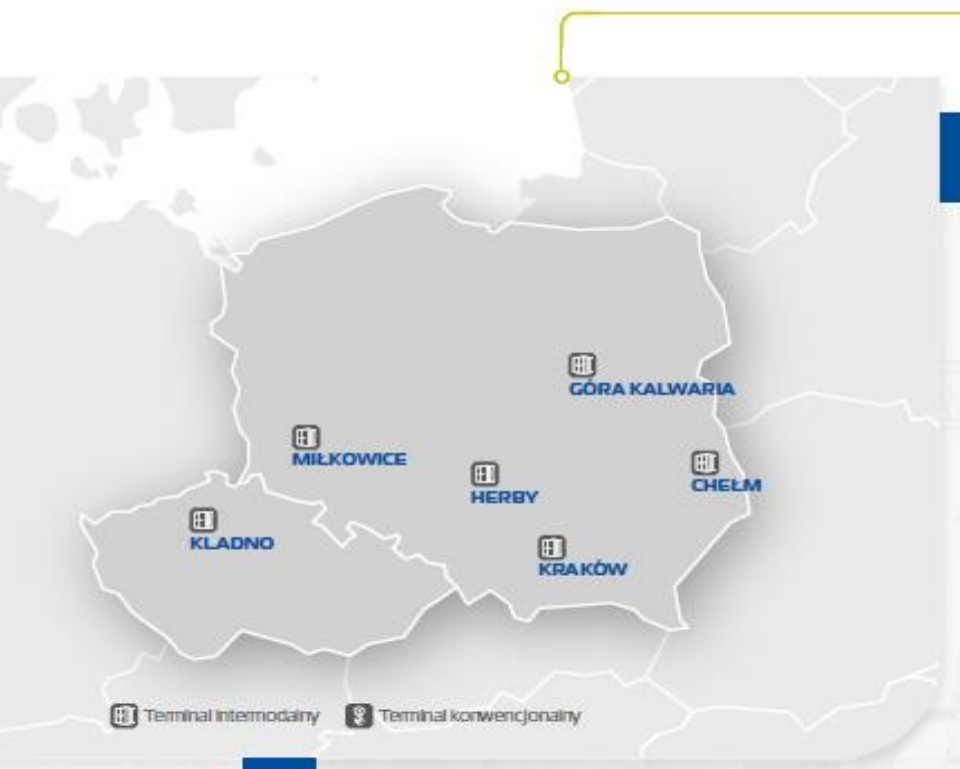 GÓRA KALWARIA
MIŁKOWICE
HERBY
CHEŁM
KLADNO
KRAKÓW
Terminal intermodalny
Terminal konwencjonalny